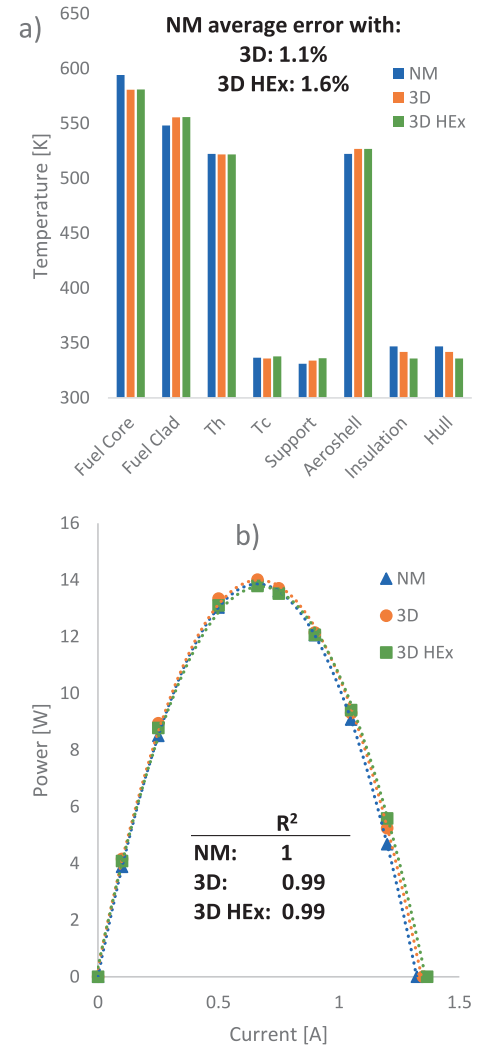 a)
NM average error with:
3D: 1.1%
3D HEx: 1.6%
NM
3D
3D HEx
Temperature [K]
650
600
550
500
450
400
350
300
Fuel Core
Fuel Clad
Th
Tc
Support
Aeroshell
Insulation
Hull
b)
NM
3D
3D HEx
Power [W]
16
14
12
10
8
6
4
2
0
R²
NM: 1
3D: 0.99
3D HEx: 0.99
0 0.5 1 1.5
Current [A]